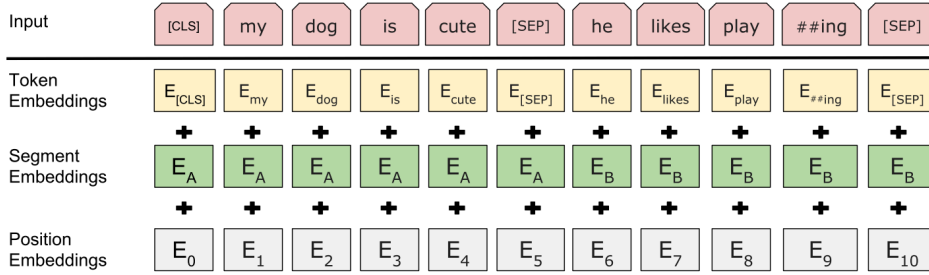 Input [CLS] my dog is cute [SEP] he likes play ##ing [SEP]
Token
Embeddings E[CLS] Emy Edog Eis Ecute E[SEP] Ehe Elikes Eplay E##ing E[SEP]
+ + + + + + + + + + +
Segment
Embeddings EA EA EA EA EA EA EB EB EB EB EB
+ + + + + + + + + + +
Position
Embeddings E0 E1 E2 E3 E4 E5 E6 E7 E8 E9 E10